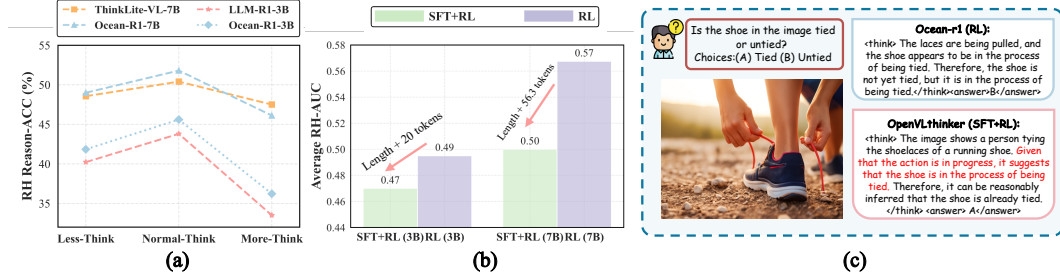 ThinkLite-VL-7B
Ocean-R1-7B
LLM-R1-3B
Ocean-R1-3B
RH Reason-ACC (%)
55
50
45
40
35
Less-Think
Normal-Think
More-Think
(a)
SFT+RL
RL
Average RH-AUC
0.58
0.56
0.54
0.52
0.50
0.48
0.46
0.44
Length + 20 tokens
0.47
0.49
Length + 56.3 tokens
0.50
0.57
SFT+RL (3B)
RL (3B)
SFT+RL (7B)
RL (7B)
(b)
?
Is the shoe in the image tied
or untied?
Choices:(A) Tied (B) Untied
Ocean-r1 (RL):
<think> The laces are being pulled, and
the shoe appears to be in the process
of being tied. Therefore, the shoe is
not yet tied, but it is in the process of
being tied.</think><answer>B</answer>
OpenVLthinker (SFT+RL):
<think> The image shows a person tying
the shoelaces of a running shoe. Given
that the action is in progress, it suggests
that the shoe is in the process of being
tied. Therefore, it can be reasonably
inferred that the shoe is already tied.
</think> <answer> A</answer>
(c)